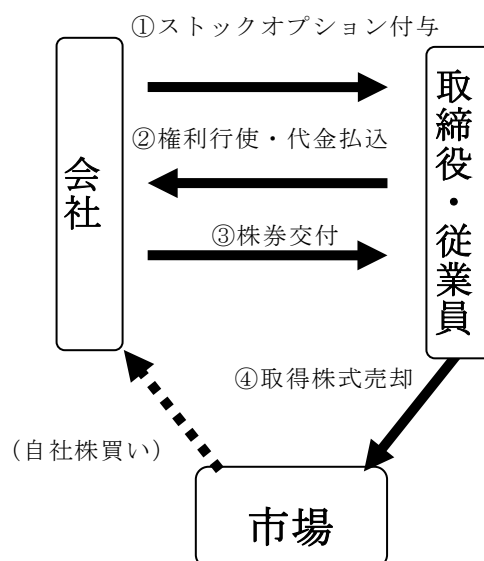 ①ストックオプション付与
会社
取締役・従業員
②権利行使・代金払込
③株券交付
④取得株式売却
（自社株買い）
市場